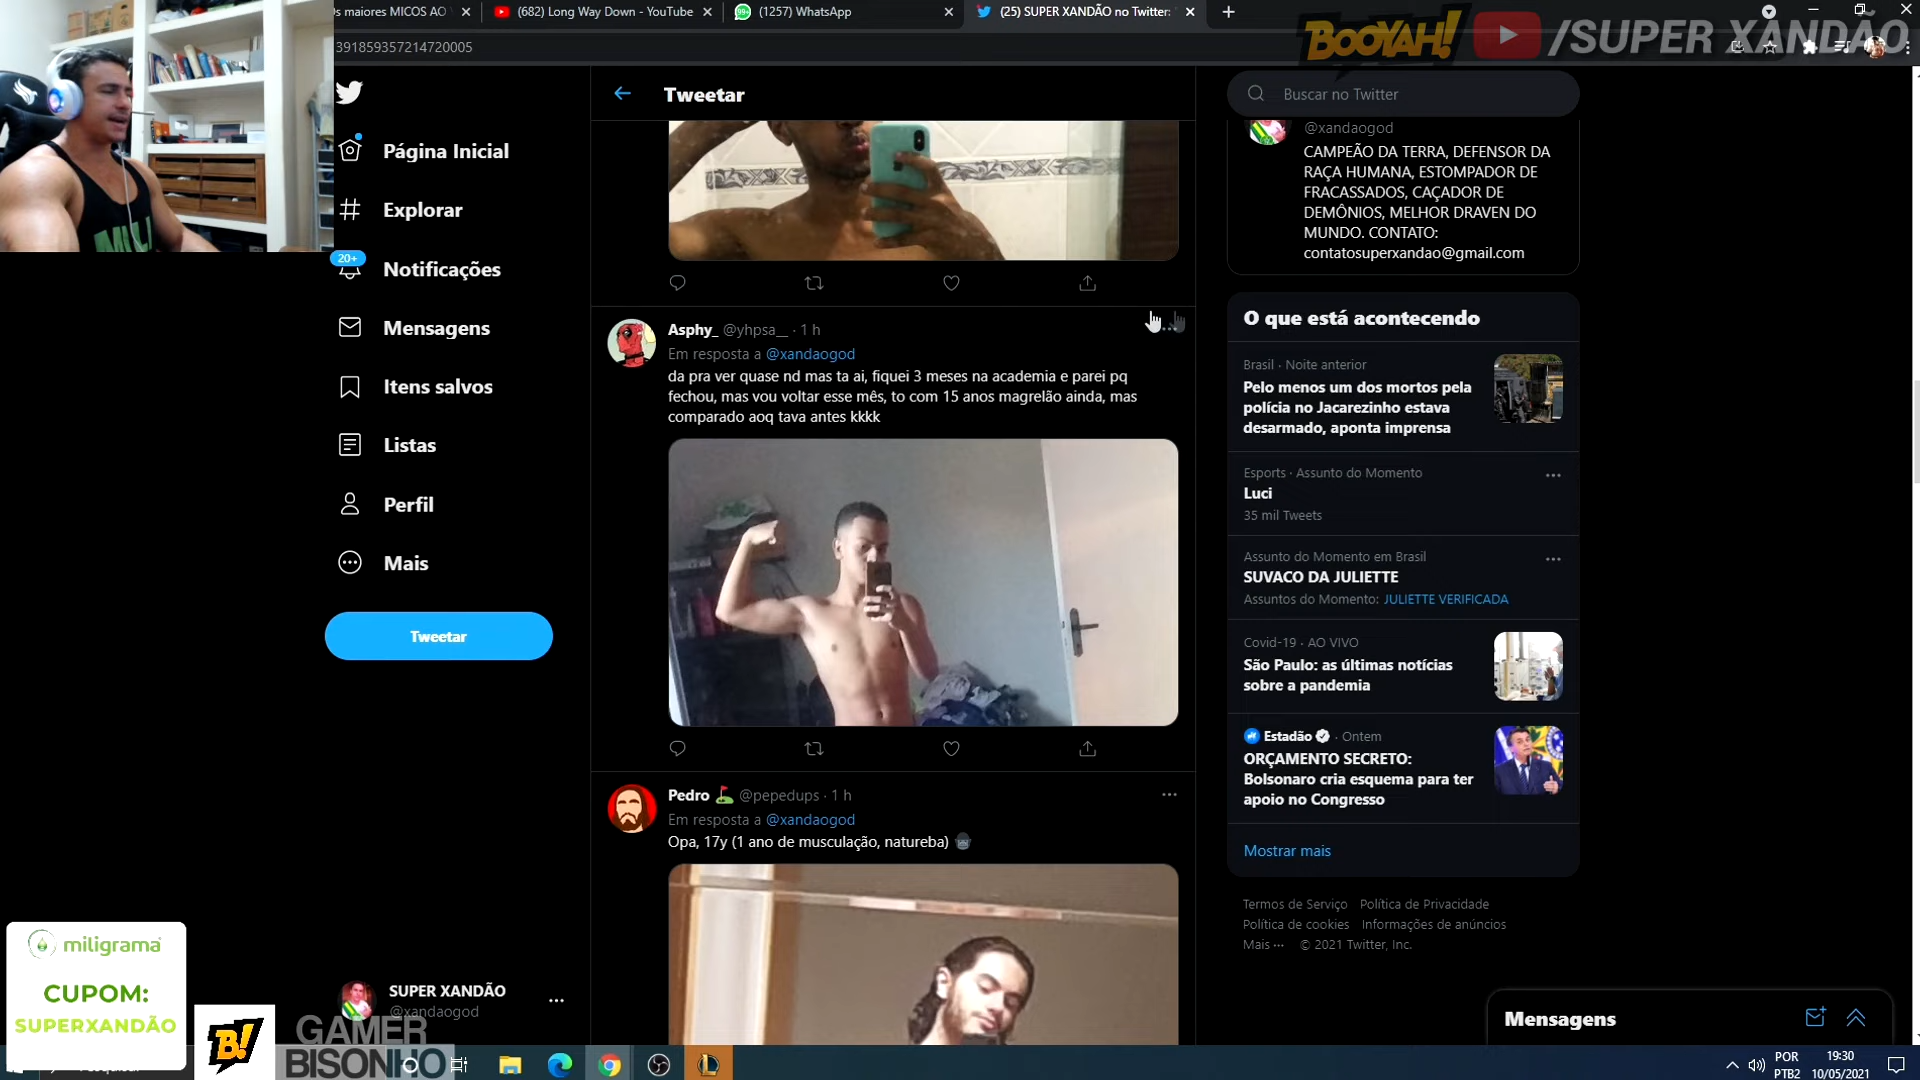 Os maiores MICOS AO V
(682) Long Way Down - YouTube
(1257) WhatsApp
(25) SUPER XANDÃO no Twitter:
391859357214720005
BOOYAH!
/SUPER XANDÃO
Tweetar
Buscar no Twitter
Página Inicial
Explorar
20+
Notificações
Mensagens
Itens salvos
Listas
Perfil
Mais
Tweetar
SUPER XANDÃO
@xandaogod
Asphy_ @yhpsa__ · 1 h
Em resposta a @xandaogod
da pra ver quase nd mas ta ai, fiquei 3 meses na academia e parei pq
fechou, mas vou voltar esse mês, to com 15 anos magrelão ainda, mas
comparado aoq tava antes kkkk
Pedro @pepedups · 1 h
Em resposta a @xandaogod
Opa, 17y (1 ano de musculação, natureba)
@xandaogod
CAMPEÃO DA TERRA, DEFENSOR DA
RAÇA HUMANA, ESTOMPADOR DE
FRACASSADOS, CAÇADOR DE
DEMÔNIOS, MELHOR DRAVEN DO
MUNDO. CONTATO:
contatosuperxandao@gmail.com
O que está acontecendo
Brasil · Noite anterior
Pelo menos um dos mortos pela
polícia no Jacarezinho estava
desarmado, aponta imprensa
Esports · Assunto do Momento
Luci
35 mil Tweets
Assunto do Momento em Brasil
SUVACO DA JULIETTE
Assuntos do Momento: JULIETTE VERIFICADA
Covid-19 · AO VIVO
São Paulo: as últimas notícias
sobre a pandemia
Estadão · Ontem
ORÇAMENTO SECRETO:
Bolsonaro cria esquema para ter
apoio no Congresso
Mostrar mais
Termos de Serviço Política de Privacidade
Política de cookies Informações de anúncios
Mais ··· © 2021 Twitter, Inc.
Mensagens
miligrama
CUPOM:
SUPERXANDÃO
B!
GAMER
BISONHO
POR
PTB2
19:30
10/05/2021